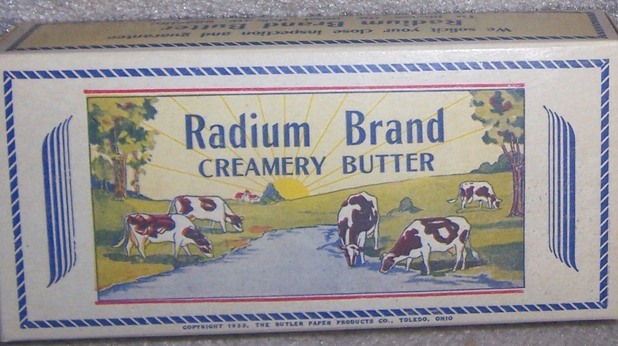 We solicit your close inspection and guarantee
Radium Brand Butter
Radium Brand
CREAMERY BUTTER
THE BUTLER PAPER PRODUCTS CO., TOLEDO, OHIO